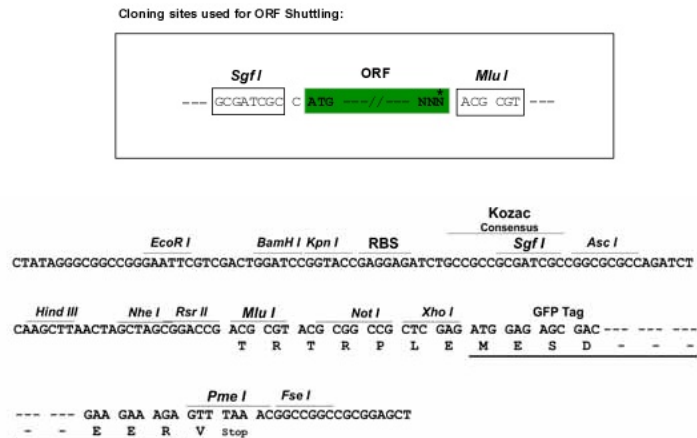 Cloning sites used for ORF Shuttling:
Sgf I ORF Mlu I
*
--- GCGATCGC C ATG ---//--- NNN ACG CGT ---
Kozac
Consensus
EcoR I BamH I Kpn I RBS Sgf I Asc I
CTATAGGGCGGCCGGGAATTCGTCGACTGGATCCGGTACCGAGGAGATCTGCCGCCGCGATCGCCGGCGCGCCAGATCT
Hind III Nhe I Rsr II Mlu I Not I Xho I GFP Tag
CAAGCTTAACTAGCTAGCGGACCG ACG CGT ACG CGG CCG CTC GAG ATG GAG AGC GAC--- --- ---
T R T R P L E M E S D - - -
Pme I Fse I
--- --- GAA GAA AGA GTT TAA ACGGCCGGCCGCGGAGCT
- - E E R V Stop